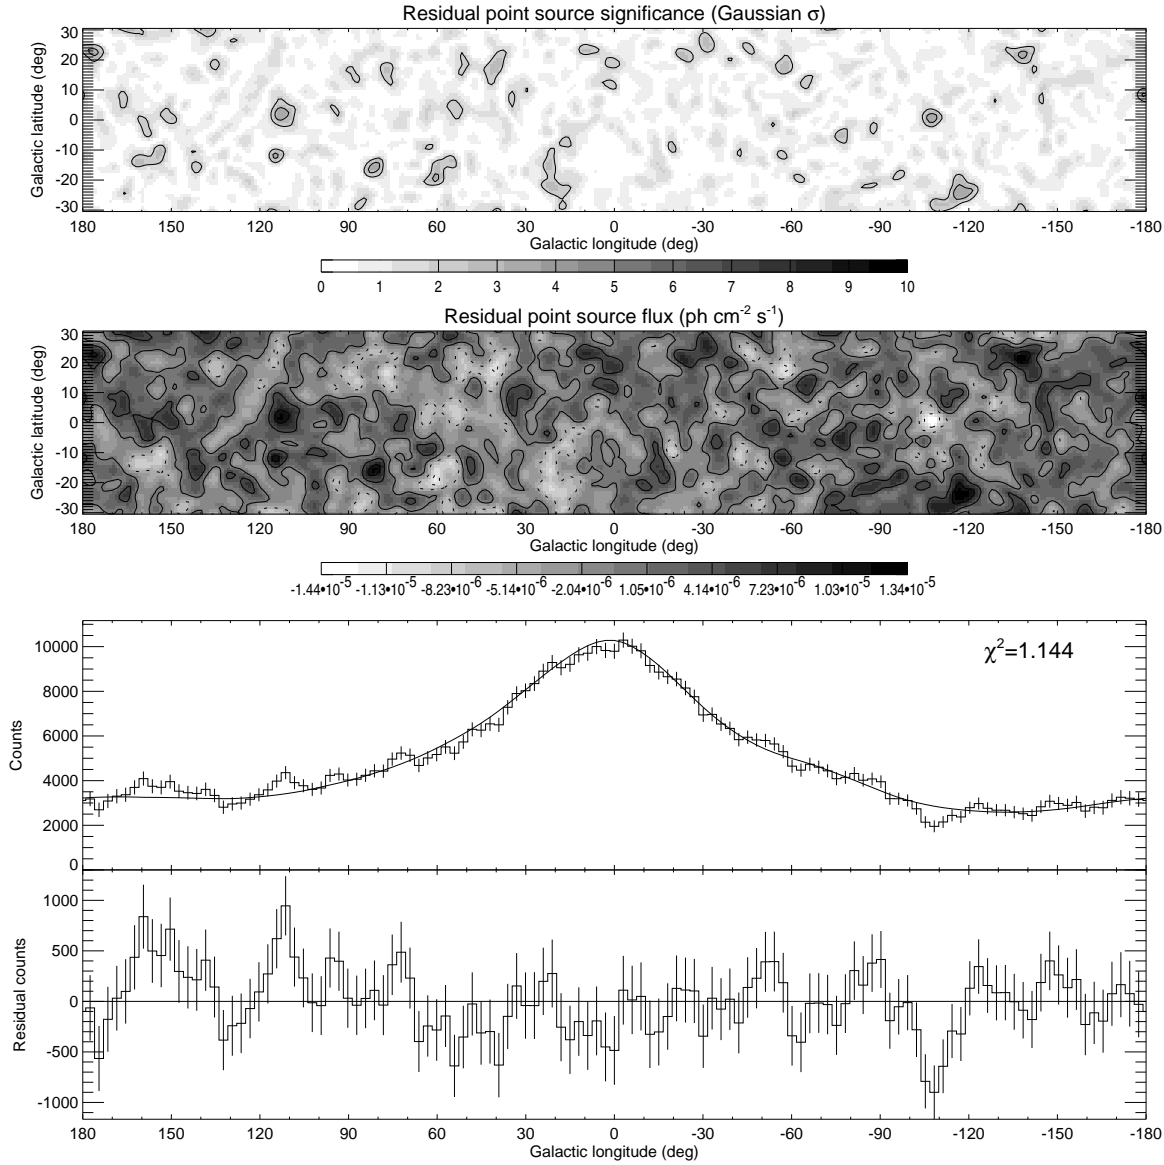 Residual point source significance (Gaussian σ)
Galactic latitude (deg)
30
20
10
0
-10
-20
-30
180 150 120 90 60 30 0 -30 -60 -90 -120 -150 -180
Galactic longitude (deg)
0 1 2 3 4 5 6 7 8 9 10
Residual point source flux (ph cm⁻² s⁻¹)
Galactic latitude (deg)
30
20
10
0
-10
-20
-30
180 150 120 90 60 30 0 -30 -60 -90 -120 -150 -180
Galactic longitude (deg)
-1.44•10⁻⁵ -1.13•10⁻⁵ -8.23•10⁻⁶ -5.14•10⁻⁶ -2.04•10⁻⁶ 1.05•10⁻⁶ 4.14•10⁻⁶ 7.23•10⁻⁶ 1.03•10⁻⁵ 1.34•10⁻⁵
χ²=1.144
Counts
10000
8000
6000
4000
2000
0
Residual counts
1000
500
0
-500
-1000
180 150 120 90 60 30 0 -30 -60 -90 -120 -150 -180
Galactic longitude (deg)